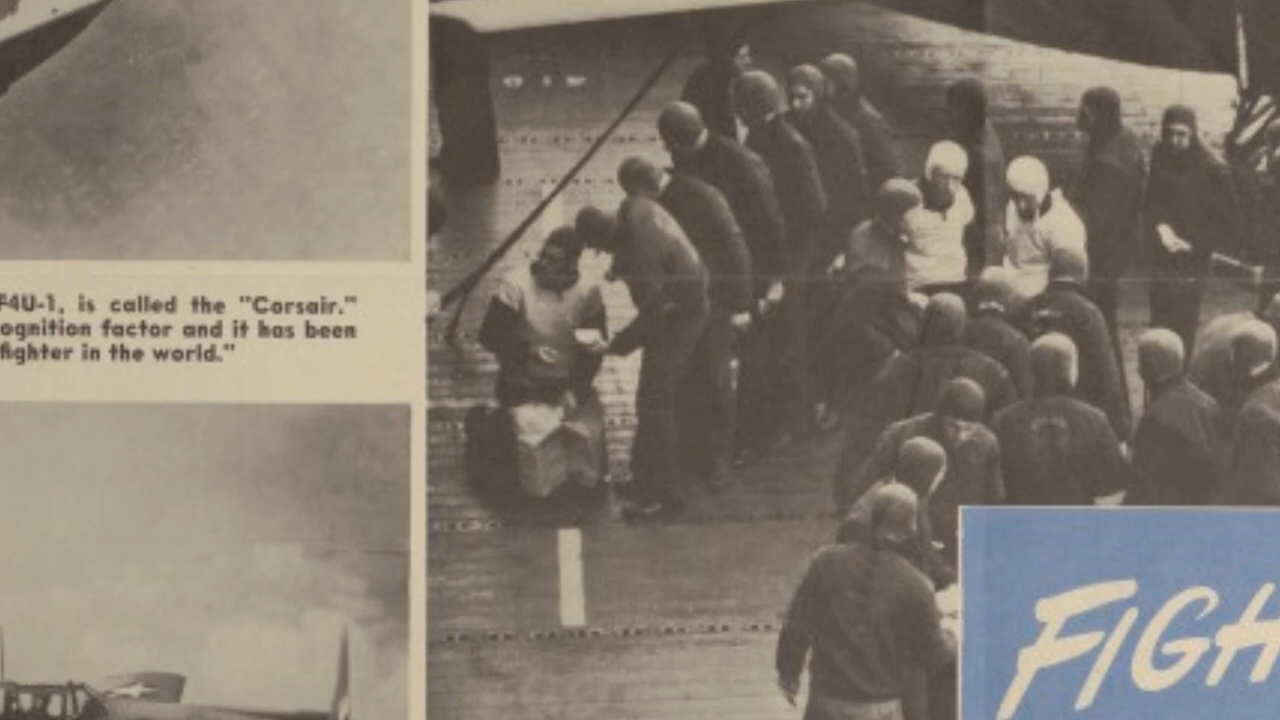 F4U-1, is called the "Corsair."
ognition factor and it has been
fighter in the world."
FIGH